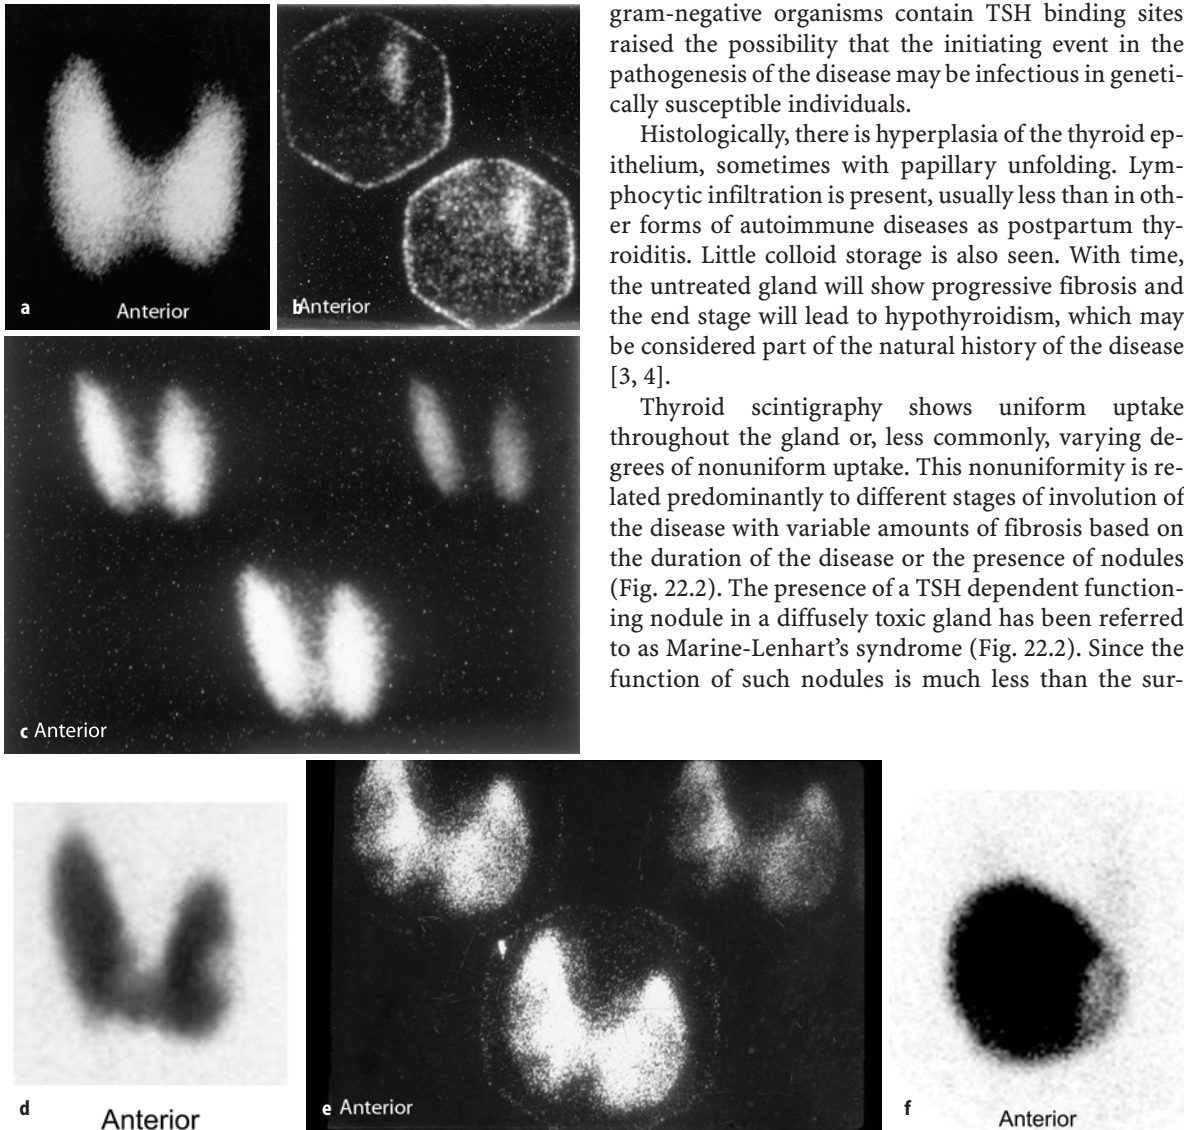 a
Anterior
b
Anterior
gram-negative organisms contain TSH binding sites
raised the possibility that the initiating event in the
pathogenesis of the disease may be infectious in geneti-
cally susceptible individuals.
Histologically, there is hyperplasia of the thyroid ep-
ithelium, sometimes with papillary unfolding. Lym-
phocytic infiltration is present, usually less than in oth-
er forms of autoimmune diseases as postpartum thy-
roiditis. Little colloid storage is also seen. With time,
the untreated gland will show progressive fibrosis and
the end stage will lead to hypothyroidism, which may
be considered part of the natural history of the disease
[3, 4].
Thyroid scintigraphy shows uniform uptake
throughout the gland or, less commonly, varying de-
grees of nonuniform uptake. This nonuniformity is re-
lated predominantly to different stages of involution of
the disease with variable amounts of fibrosis based on
the duration of the disease or the presence of nodules
(Fig. 22.2). The presence of a TSH dependent function-
ing nodule in a diffusely toxic gland has been referred
to as Marine-Lenhart’s syndrome (Fig. 22.2). Since the
function of such nodules is much less than the sur-
c Anterior
d
Anterior
e Anterior
f
Anterior